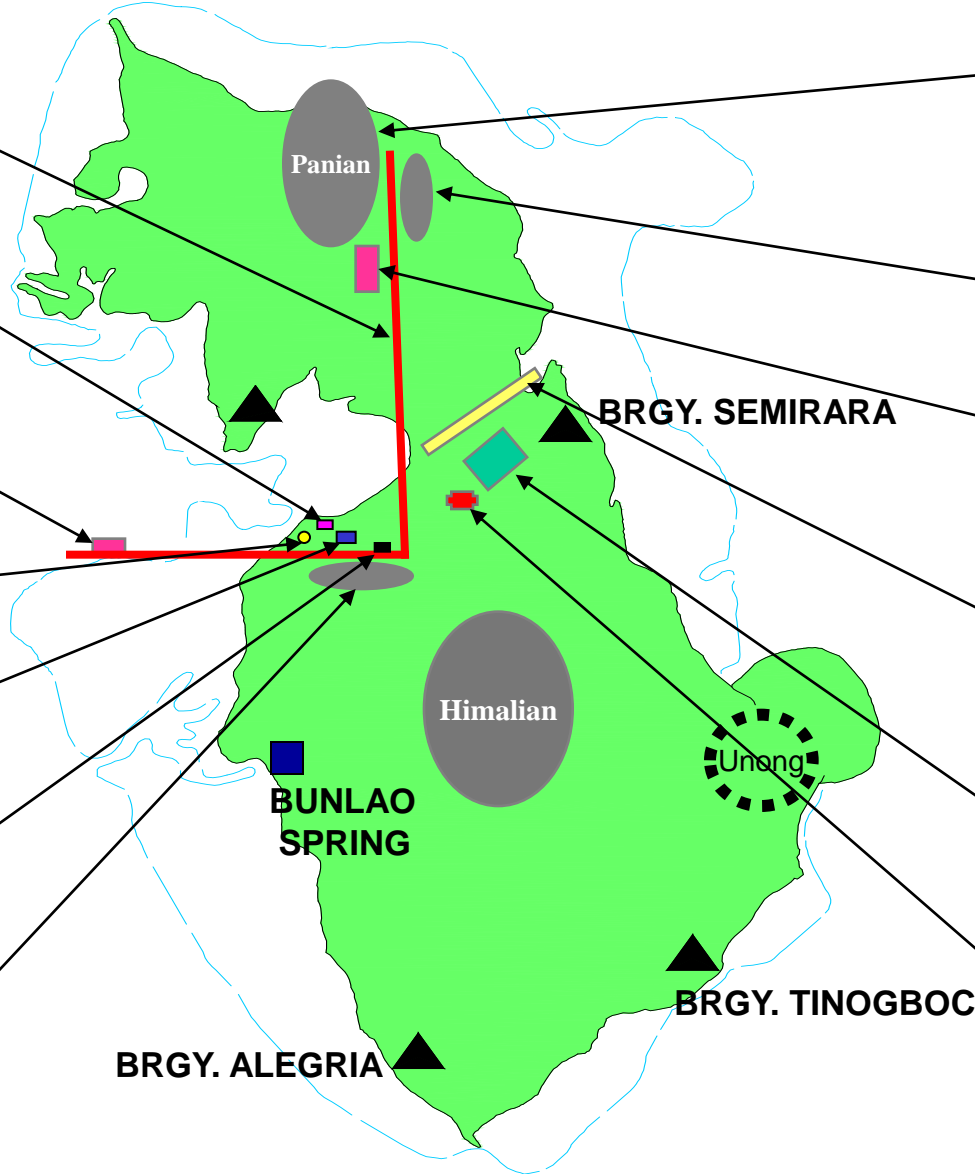 Panian
BRGY. SEMIRARA
Himalian
Unong
BUNLAO
SPRING
BRGY. TINOGBOC
BRGY. ALEGRIA